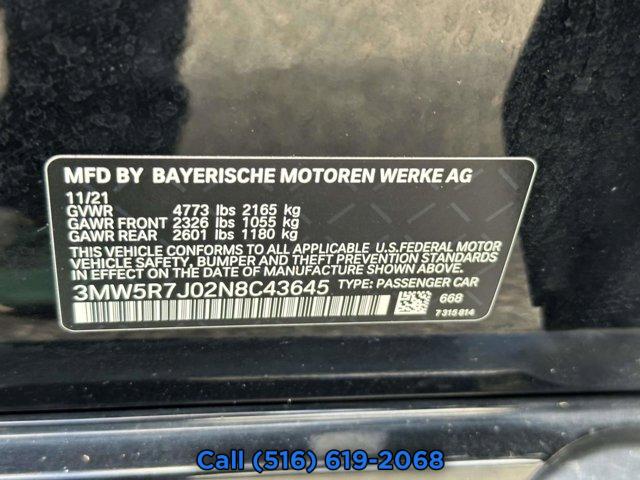 MFD BY BAYERISCHE MOTOREN WERKE AG
11/21
GVWR 4773 lbs 2165 kg
GAWR FRONT 2326 lbs 1055 kg
GAWR REAR 2601 lbs 1180 kg
THIS VEHICLE CONFORMS TO ALL APPLICABLE U.S.FEDERAL MOTOR
VEHICLE SAFETY, BUMPER AND THEFT PREVENTION STANDARDS
IN EFFECT ON THE DATE OF MANUFACTURE SHOWN ABOVE.
3MW5R7J02N8C43645 TYPE: PASSENGER CAR
668
7 315 814
Call (516) 619-2068